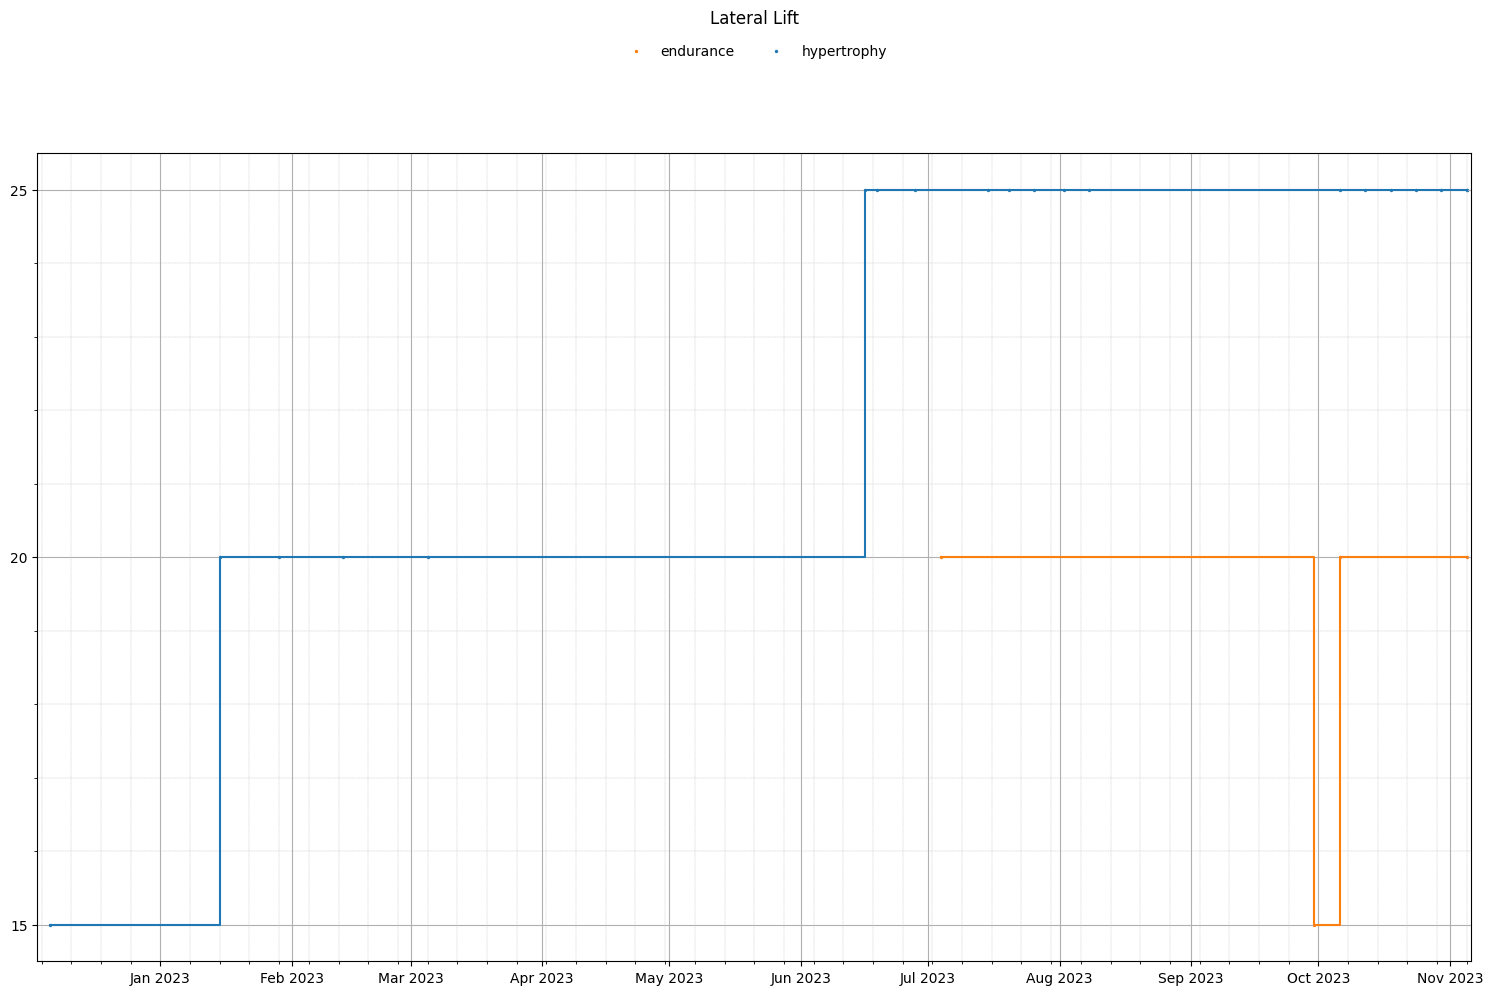 Lateral Lift
endurance hypertrophy
25
20
15
Jan 2023 Feb 2023 Mar 2023 Apr 2023 May 2023 Jun 2023 Jul 2023 Aug 2023 Sep 2023 Oct 2023 Nov 2023